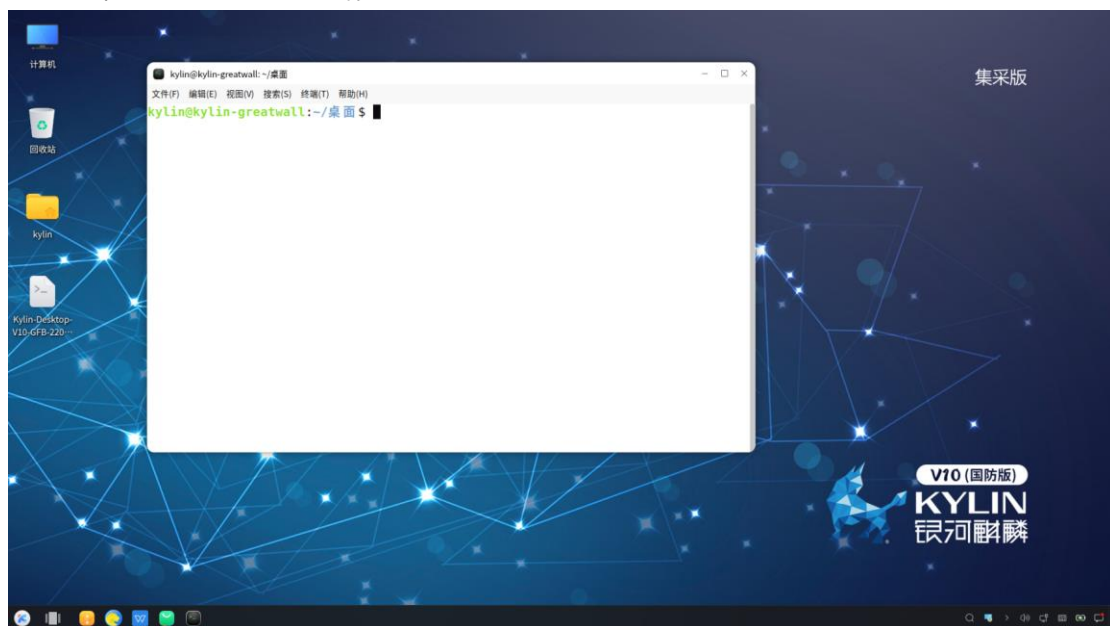 计算机
回收站
kylin
Kylin-Desktop-
V10-GFB-220…
kylin@kylin-greatwall: ~/桌面
文件(F) 编辑(E) 视图(V) 搜索(S) 终端(T) 帮助(H)
kylin@kylin-greatwall:~/桌面$
集采版
V10 (国防版)
KYLIN
银河麒麟